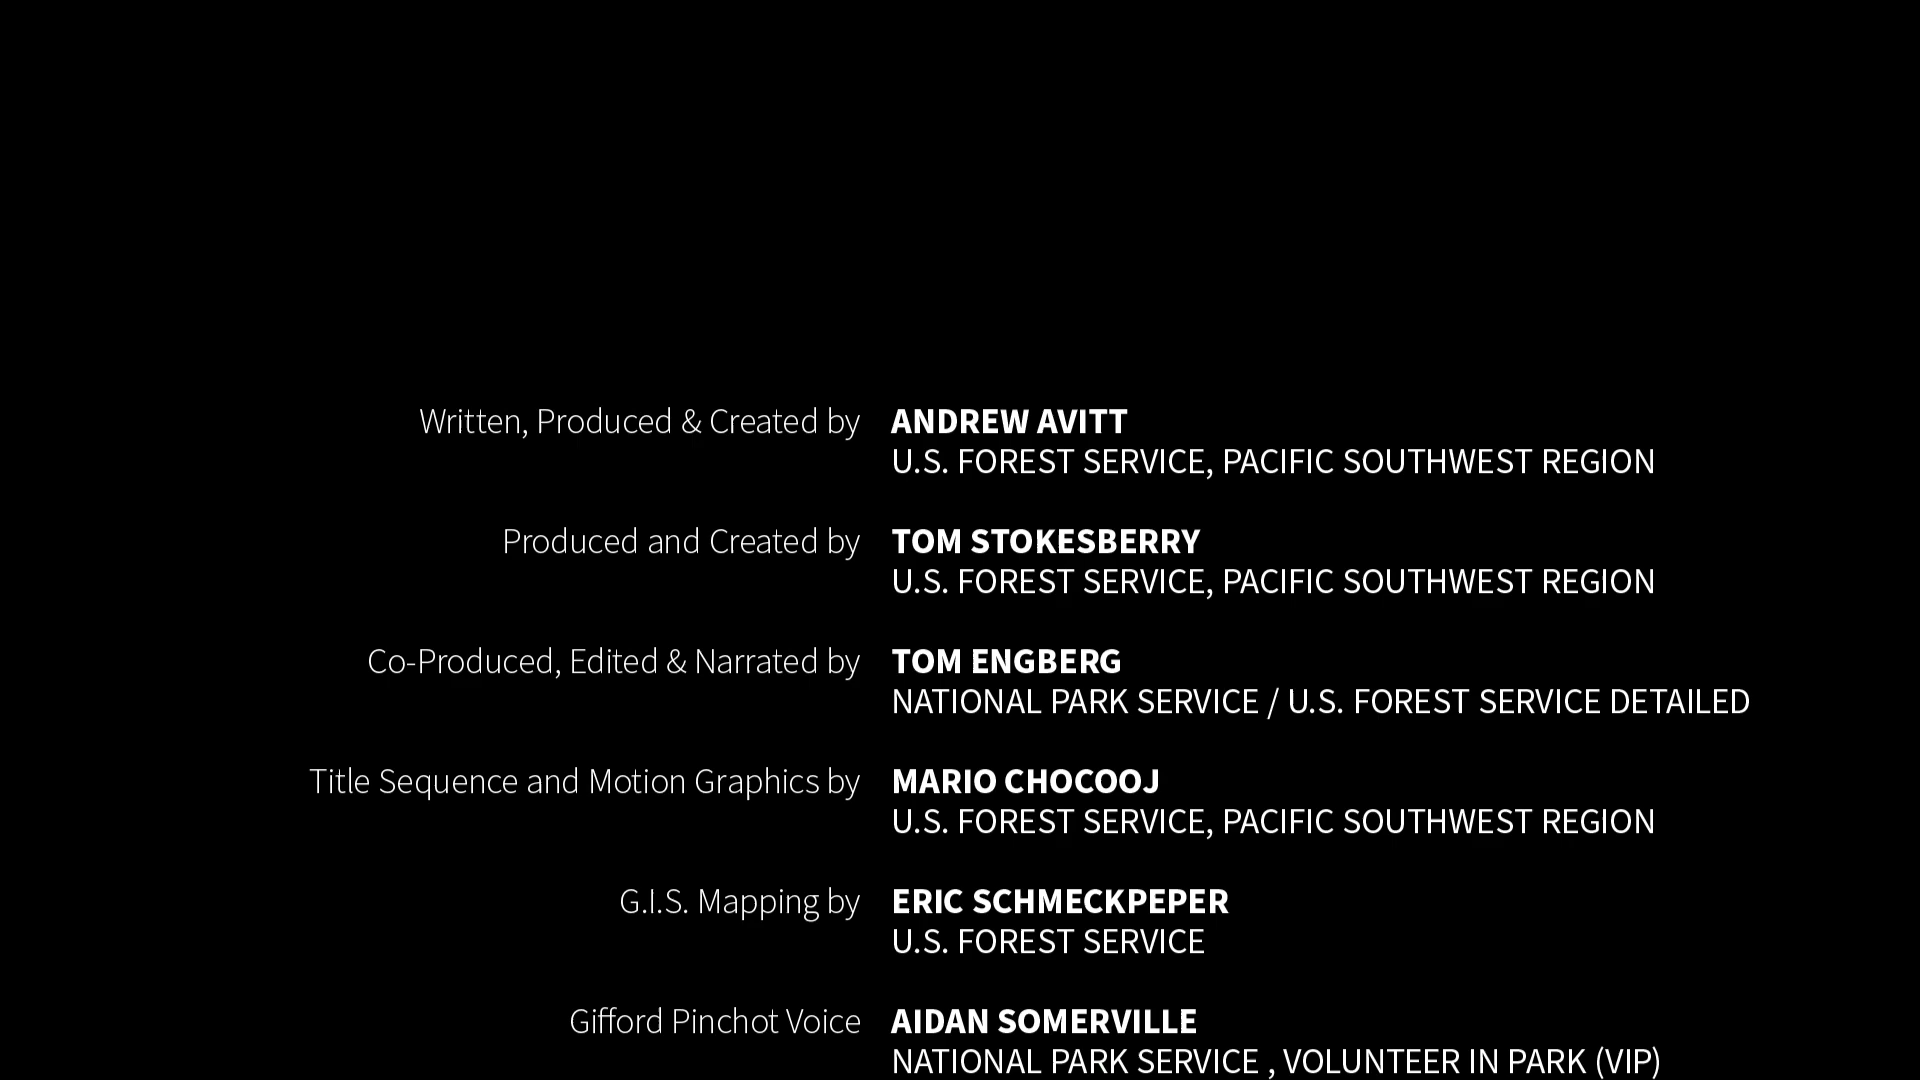 Written, Produced & Created by ANDREW AVITT
U.S. FOREST SERVICE, PACIFIC SOUTHWEST REGION
Produced and Created by TOM STOKESBERRY
U.S. FOREST SERVICE, PACIFIC SOUTHWEST REGION
Co-Produced, Edited & Narrated by TOM ENGBERG
NATIONAL PARK SERVICE / U.S. FOREST SERVICE DETAILED
Title Sequence and Motion Graphics by MARIO CHOCOOJ
U.S. FOREST SERVICE, PACIFIC SOUTHWEST REGION
G.I.S. Mapping by ERIC SCHMECKPEPER
U.S. FOREST SERVICE
Gifford Pinchot Voice AIDAN SOMERVILLE
NATIONAL PARK SERVICE , VOLUNTEER IN PARK (VIP)